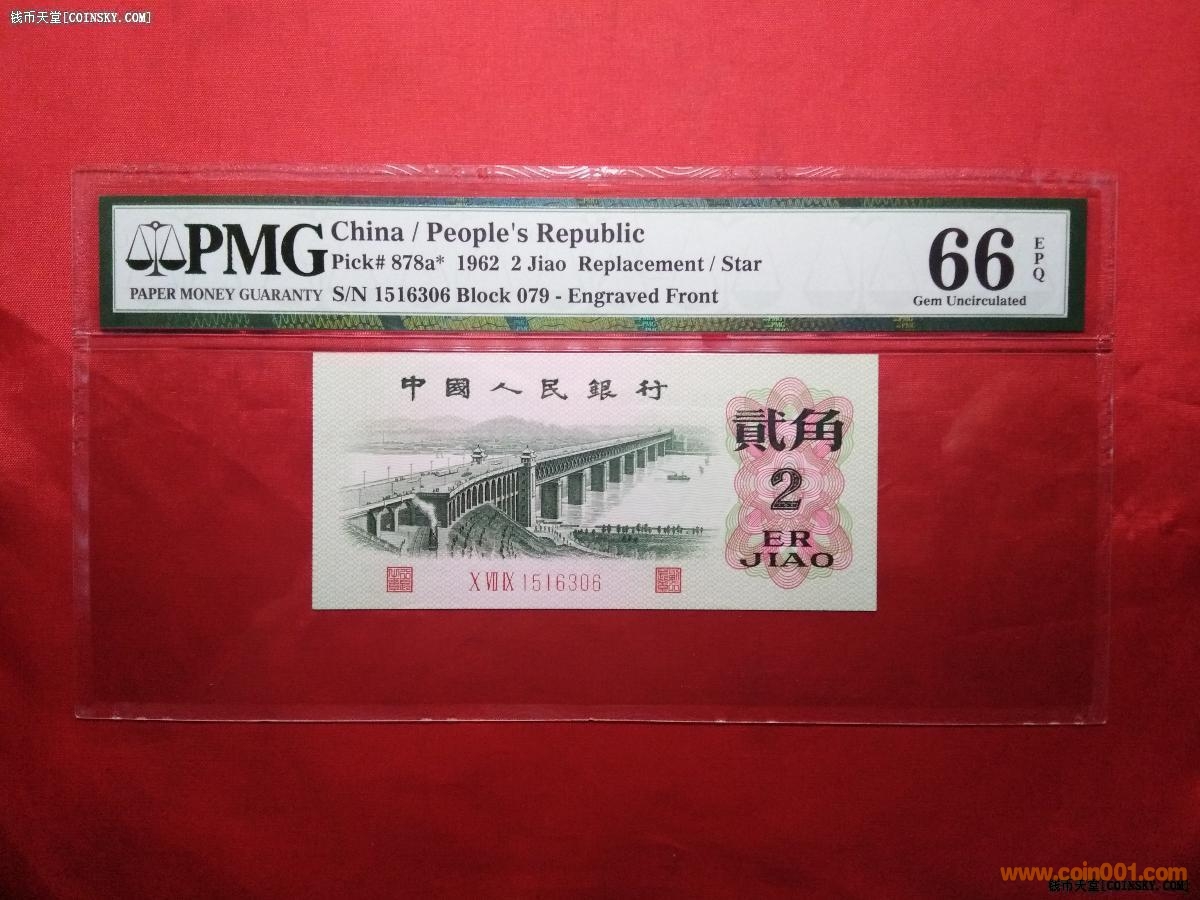 钱币天堂[COINSKY.COM]
PMG
PAPER MONEY GUARANTY
China / People's Republic
Pick# 878a* 1962 2 Jiao Replacement / Star
S/N 1516306 Block 079 - Engraved Front
66
EPQ
Gem Uncirculated
中國人民銀行
貳角
2
ER
JIAO
X VII IX 1516306
www.coin001.com
钱币天堂[COINSKY.COM]